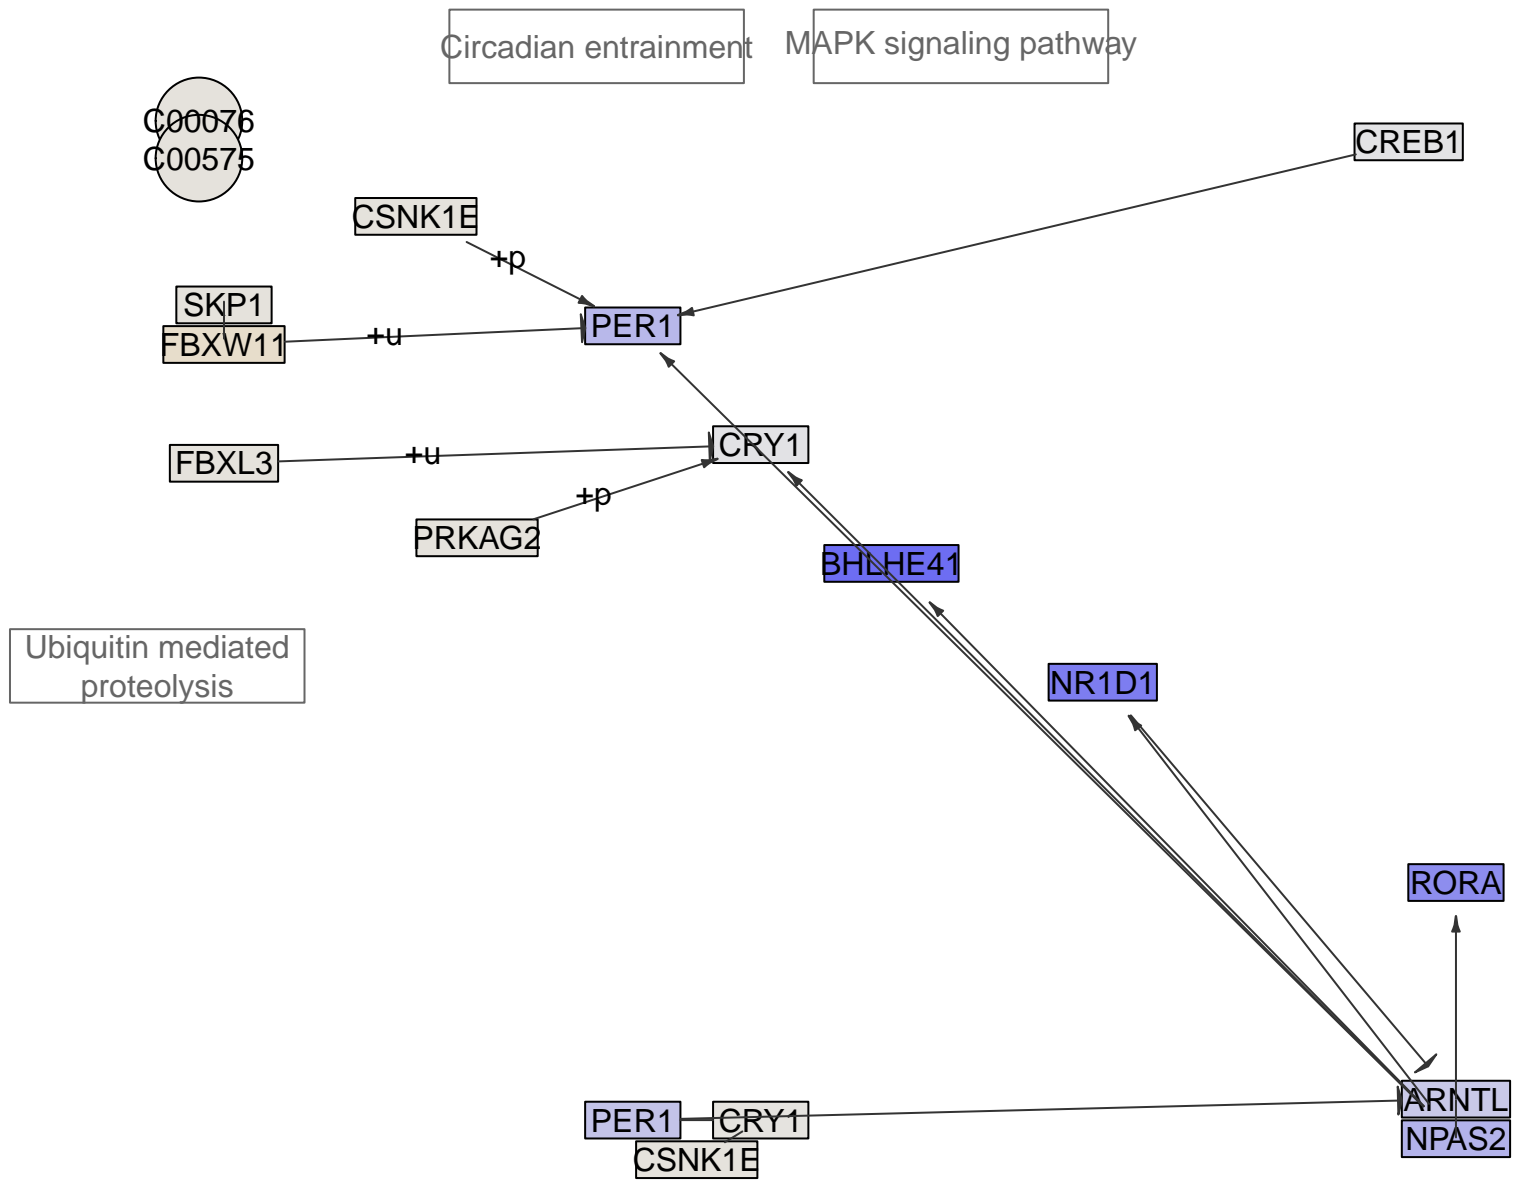 Circadian entrainment
MAPK signaling pathway
C00076
C00575
CREB1
CSNK1E
+p
SKP1
FBXW11
+u
PER1
CRY1
FBXL3
+u
+p
PRKAG2
BHLHE41
Ubiquitin mediated
proteolysis
NR1D1
RORA
ARNTL
NPAS2
PER1
CRY1
CSNK1E